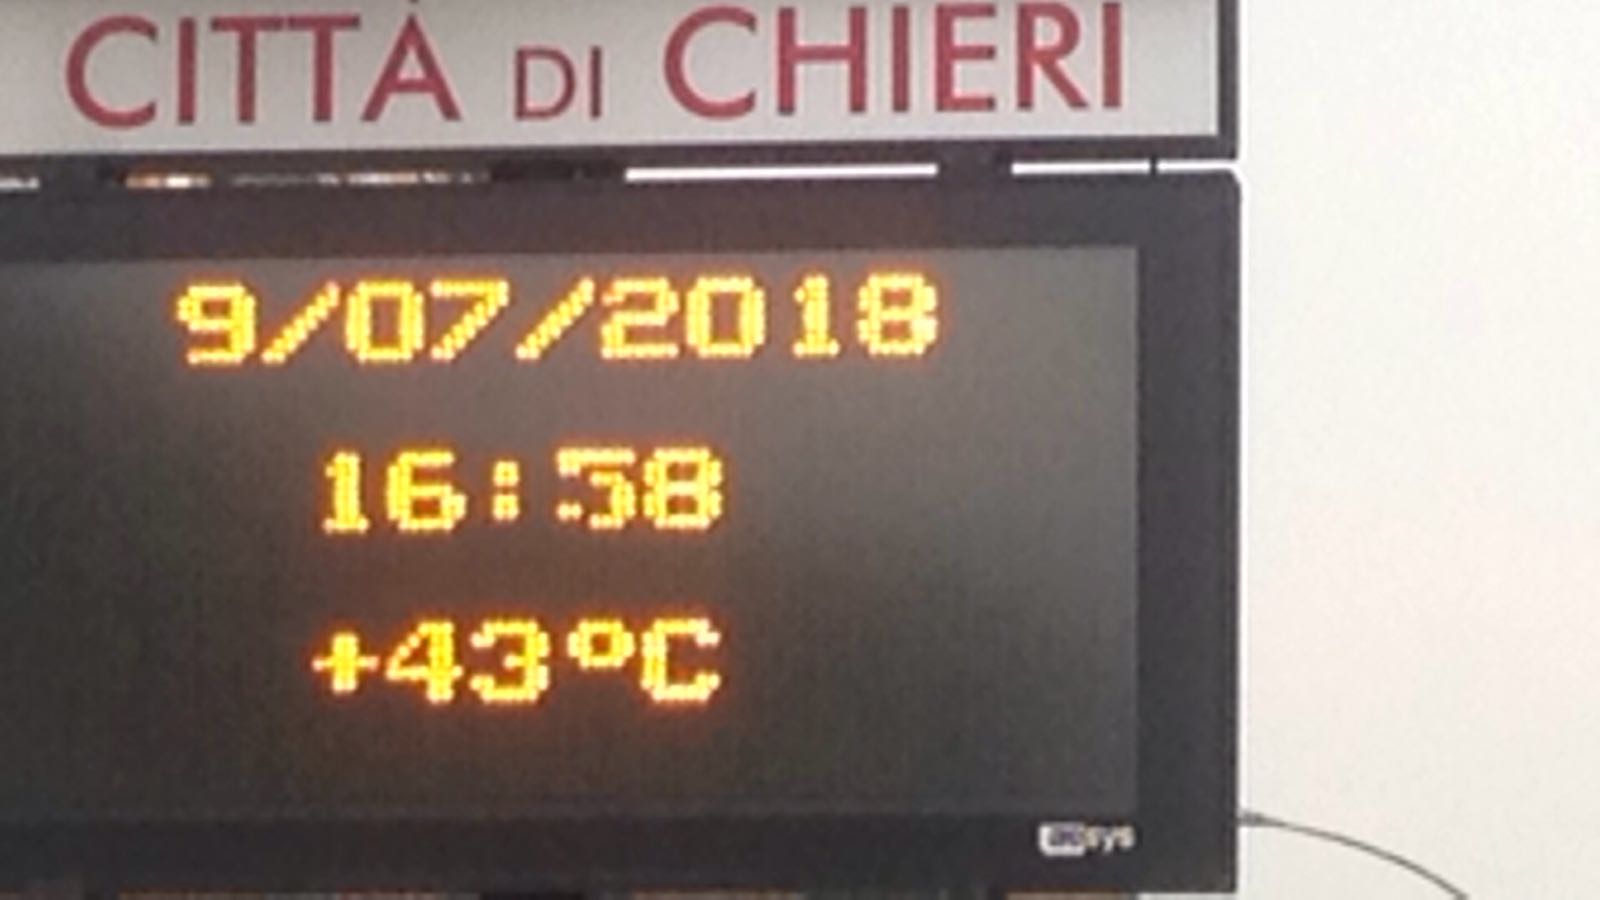 CITTÀ DI CHIERI
9/07/2018
16:58
+43°C